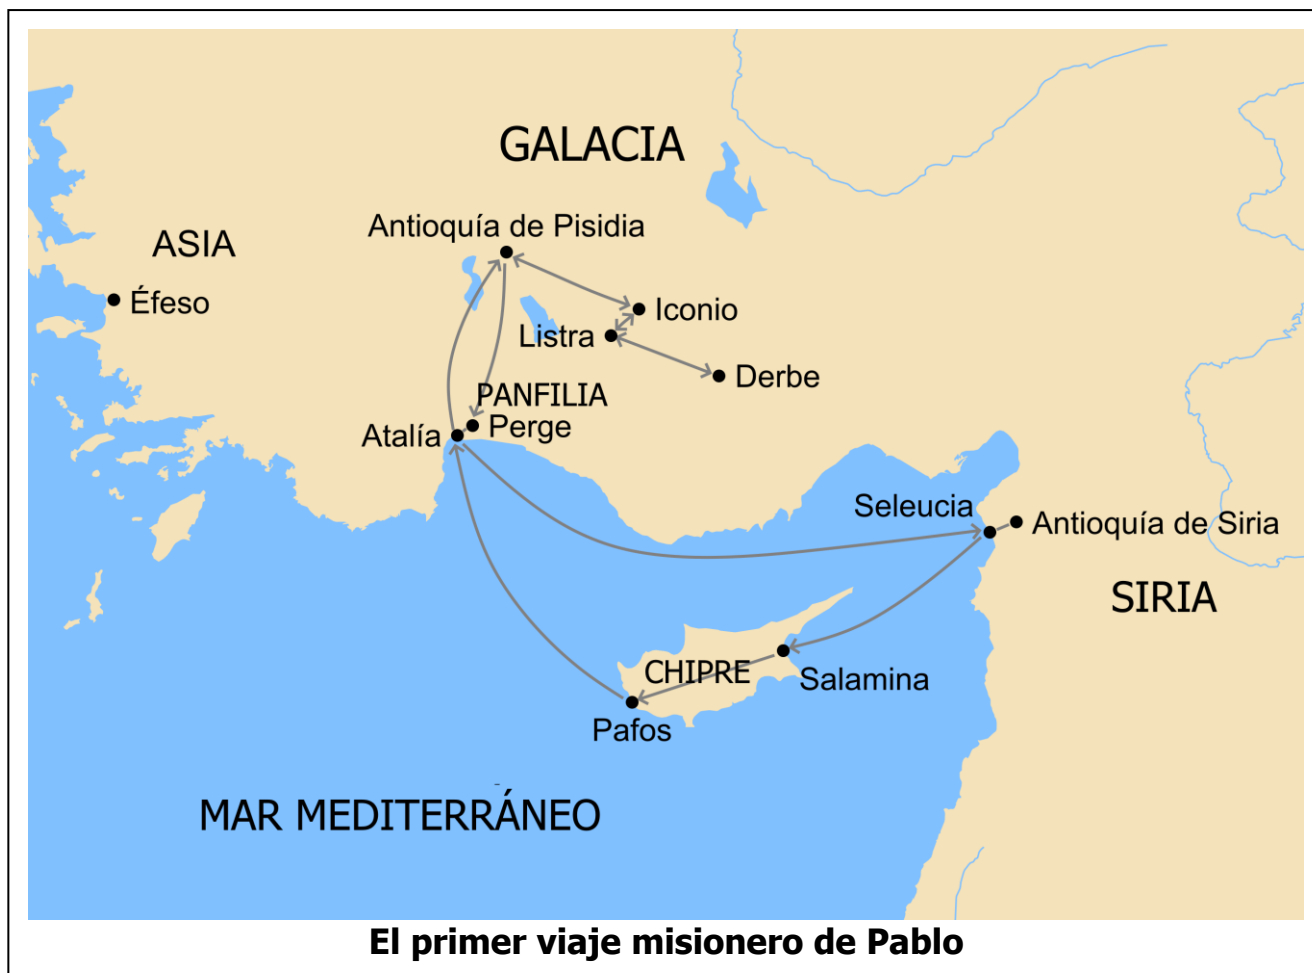 GALACIA
Antioquía de Pisidia
ASIA
Éfeso
Iconio
Listra
Derbe
PANFILIA
Atalía
Perge
Seleucia
Antioquía de Siria
SIRIA
CHIPRE
Salamina
Pafos
MAR MEDITERRÁNEO
El primer viaje misionero de Pablo